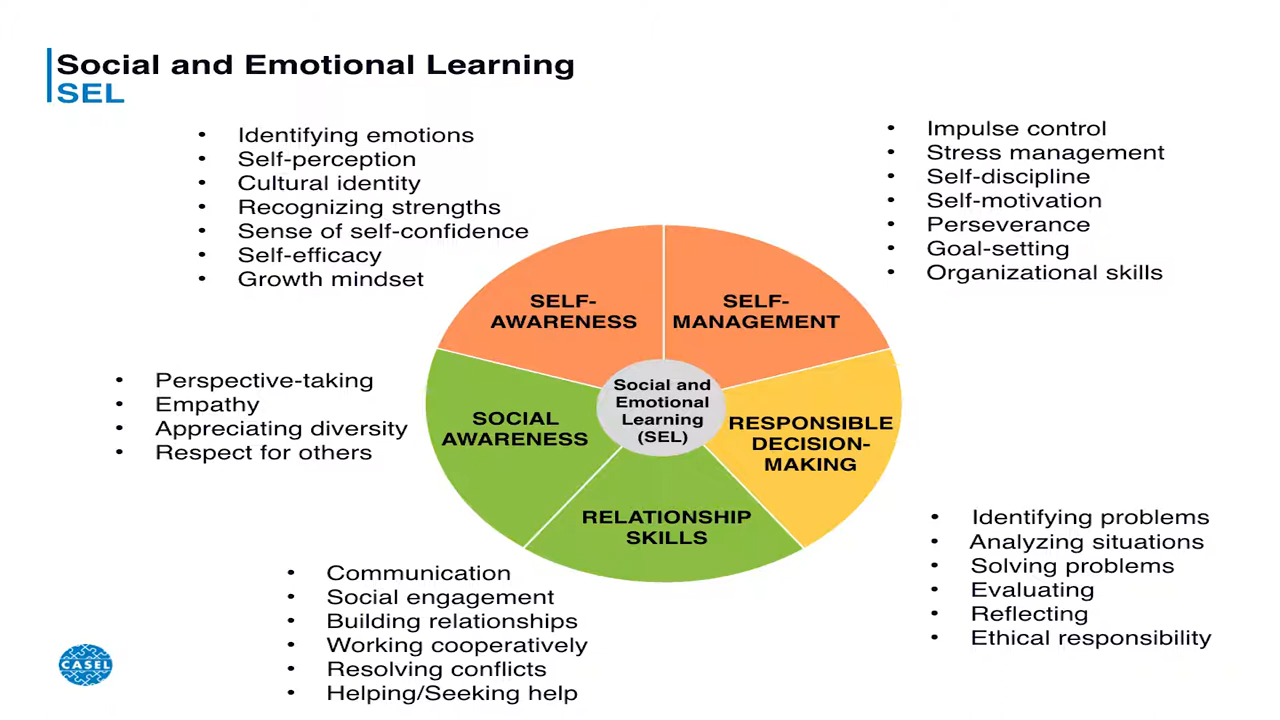 Social and Emotional Learning
SEL
Identifying emotions
Self-perception
Cultural identity
Recognizing strengths
Sense of self-confidence
Self-efficacy
Growth mindset
Impulse control
Stress management
Self-discipline
Self-motivation
Perseverance
Goal-setting
Organizational skills
SELF-
AWARENESS
SELF-
MANAGEMENT
Perspective-taking
Empathy
Appreciating diversity
Respect for others
SOCIAL
AWARENESS
Social and
Emotional
Learning
(SEL)
RESPONSIBLE
DECISION-
MAKING
RELATIONSHIP
SKILLS
Identifying problems
Analyzing situations
Solving problems
Evaluating
Reflecting
Ethical responsibility
Communication
Social engagement
Building relationships
Working cooperatively
Resolving conflicts
Helping/Seeking help
CASEL